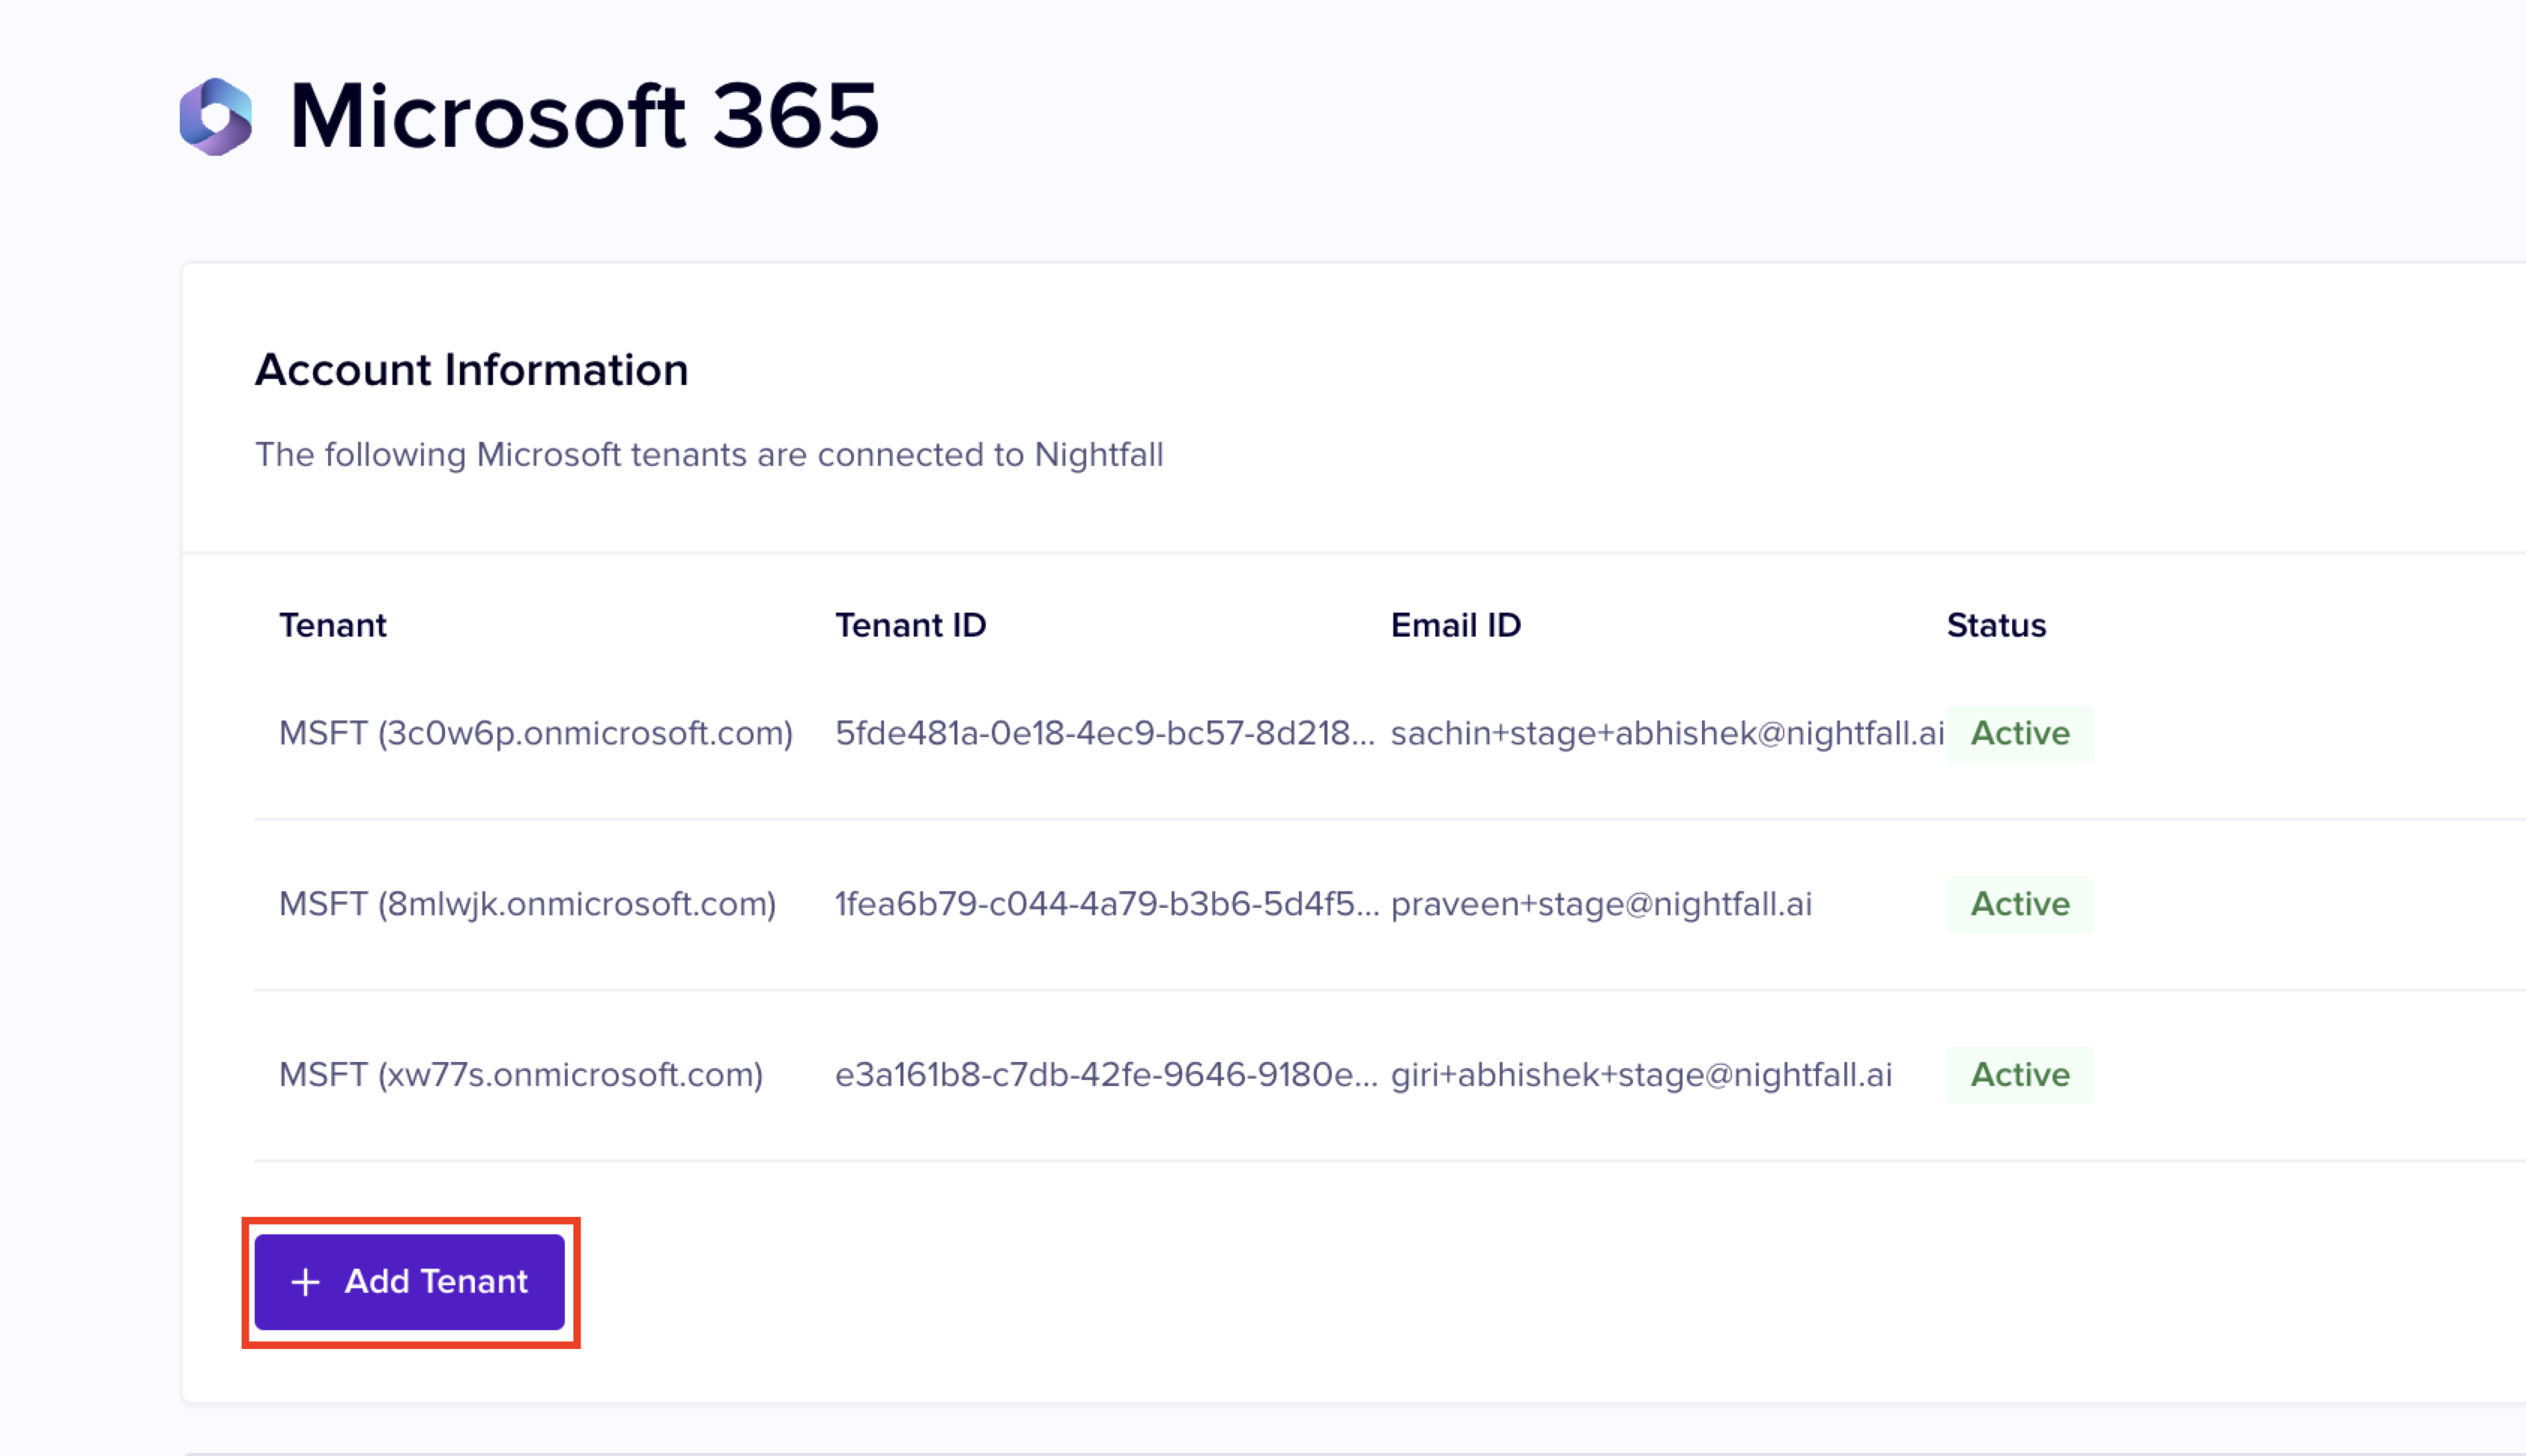 Microsoft 365
Account Information
The following Microsoft tenants are connected to Nightfall
Tenant Tenant ID Email ID Status
MSFT (3c0w6p.onmicrosoft.com) 5fde481a-0e18-4ec9-bc57-8d218... sachin+stage+abhishek@nightfall.ai Active
MSFT (8mlwjk.onmicrosoft.com) 1fea6b79-c044-4a79-b3b6-5d4f5... praveen+stage@nightfall.ai Active
MSFT (xw77s.onmicrosoft.com) e3a161b8-c7db-42fe-9646-9180e... giri+abhishek+stage@nightfall.ai Active
+ Add Tenant